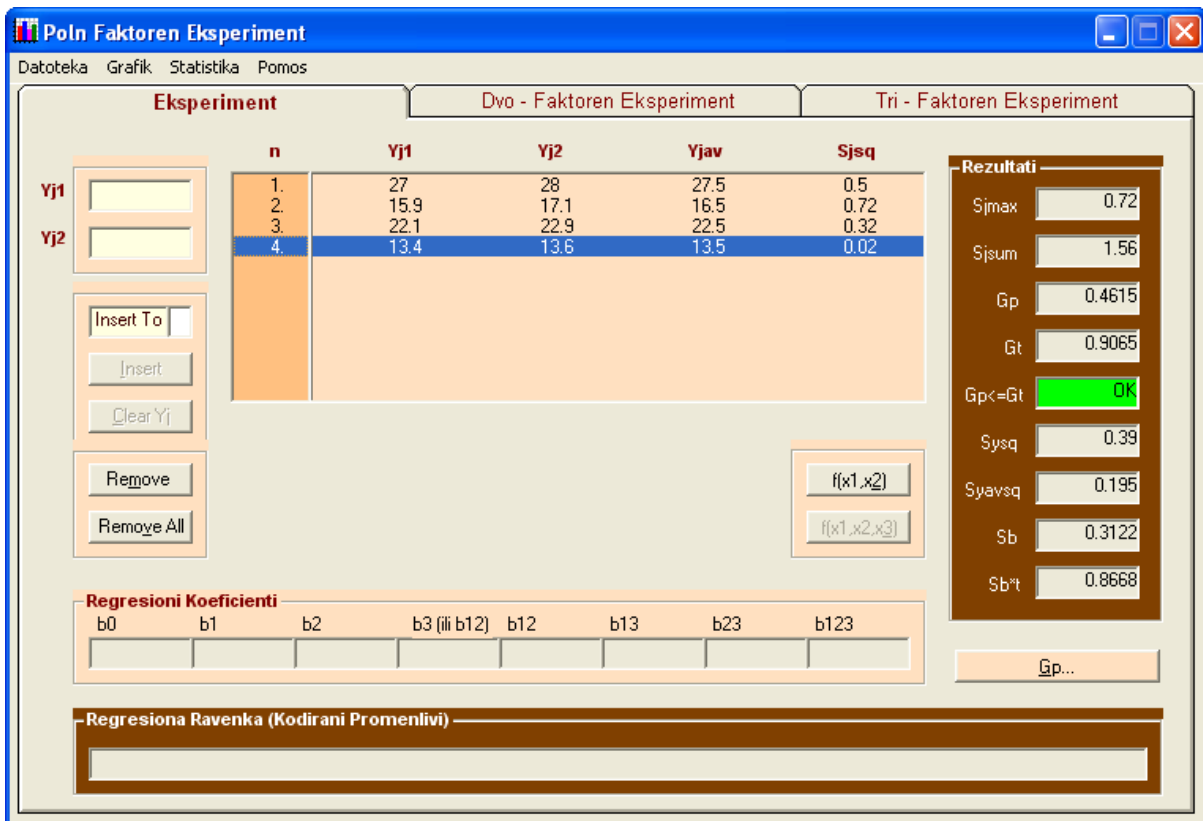 Poln Faktoren Eksperiment
Datoteka Grafik Statistika Pomos
Eksperiment Dvo - Faktoren Eksperiment Tri - Faktoren Eksperiment
n Yj1 Yj2 Yjav Sjsq
Yj1
Yj2
1. 27 28 27.5 0.5
2. 15.9 17.1 16.5 0.72
3. 22.1 22.9 22.5 0.32
4. 13.4 13.6 13.5 0.02
Insert To
Insert
Clear Yj
Remove
Remove All
f(x1,x2)
f(x1,x2,x3)
Rezultati
Sjmax 0.72
Sjsum 1.56
Gp 0.4615
Gt 0.9065
Gp<=Gt OK
Sysq 0.39
Syavsq 0.195
Sb 0.3122
Sb*t 0.8668
Gp...
Regresioni Koeficienti
b0 b1 b2 b3 (ili b12) b12 b13 b23 b123
Regresiona Ravenka (Kodirani Promenlivi)